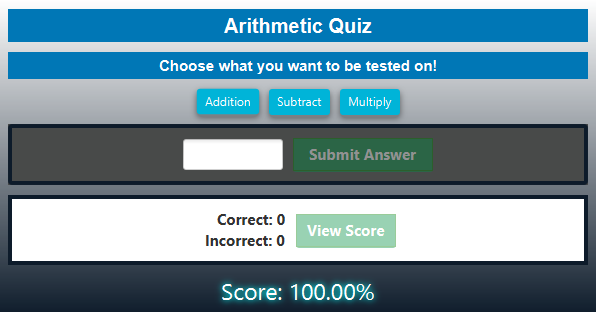 Arithmetic Quiz
Choose what you want to be tested on!
Addition Subtract Multiply
Submit Answer
Correct: 0
Incorrect: 0
View Score
Score: 100.00%